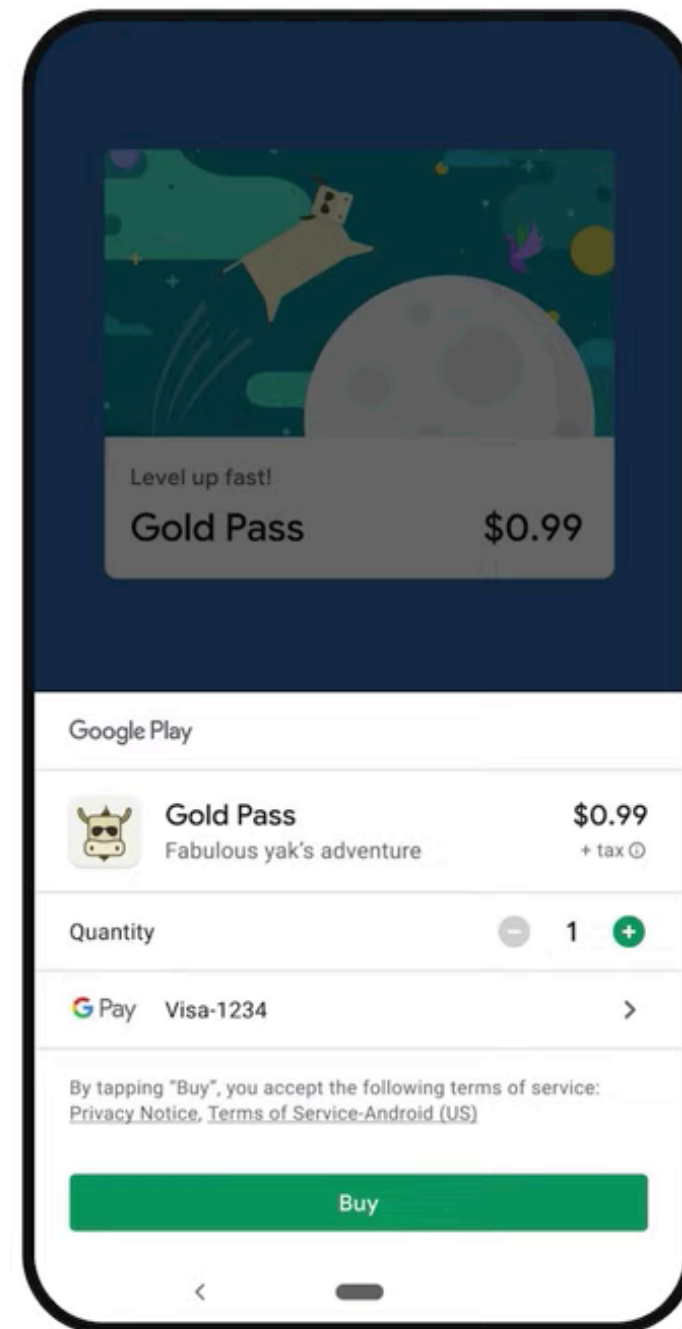 Level up fast!
Gold Pass $0.99
Google Play
Gold Pass $0.99
Fabulous yak's adventure + tax
Quantity 1
G Pay Visa-1234
By tapping “Buy”, you accept the following terms of service:
Privacy Notice, Terms of Service-Android (US)
Buy